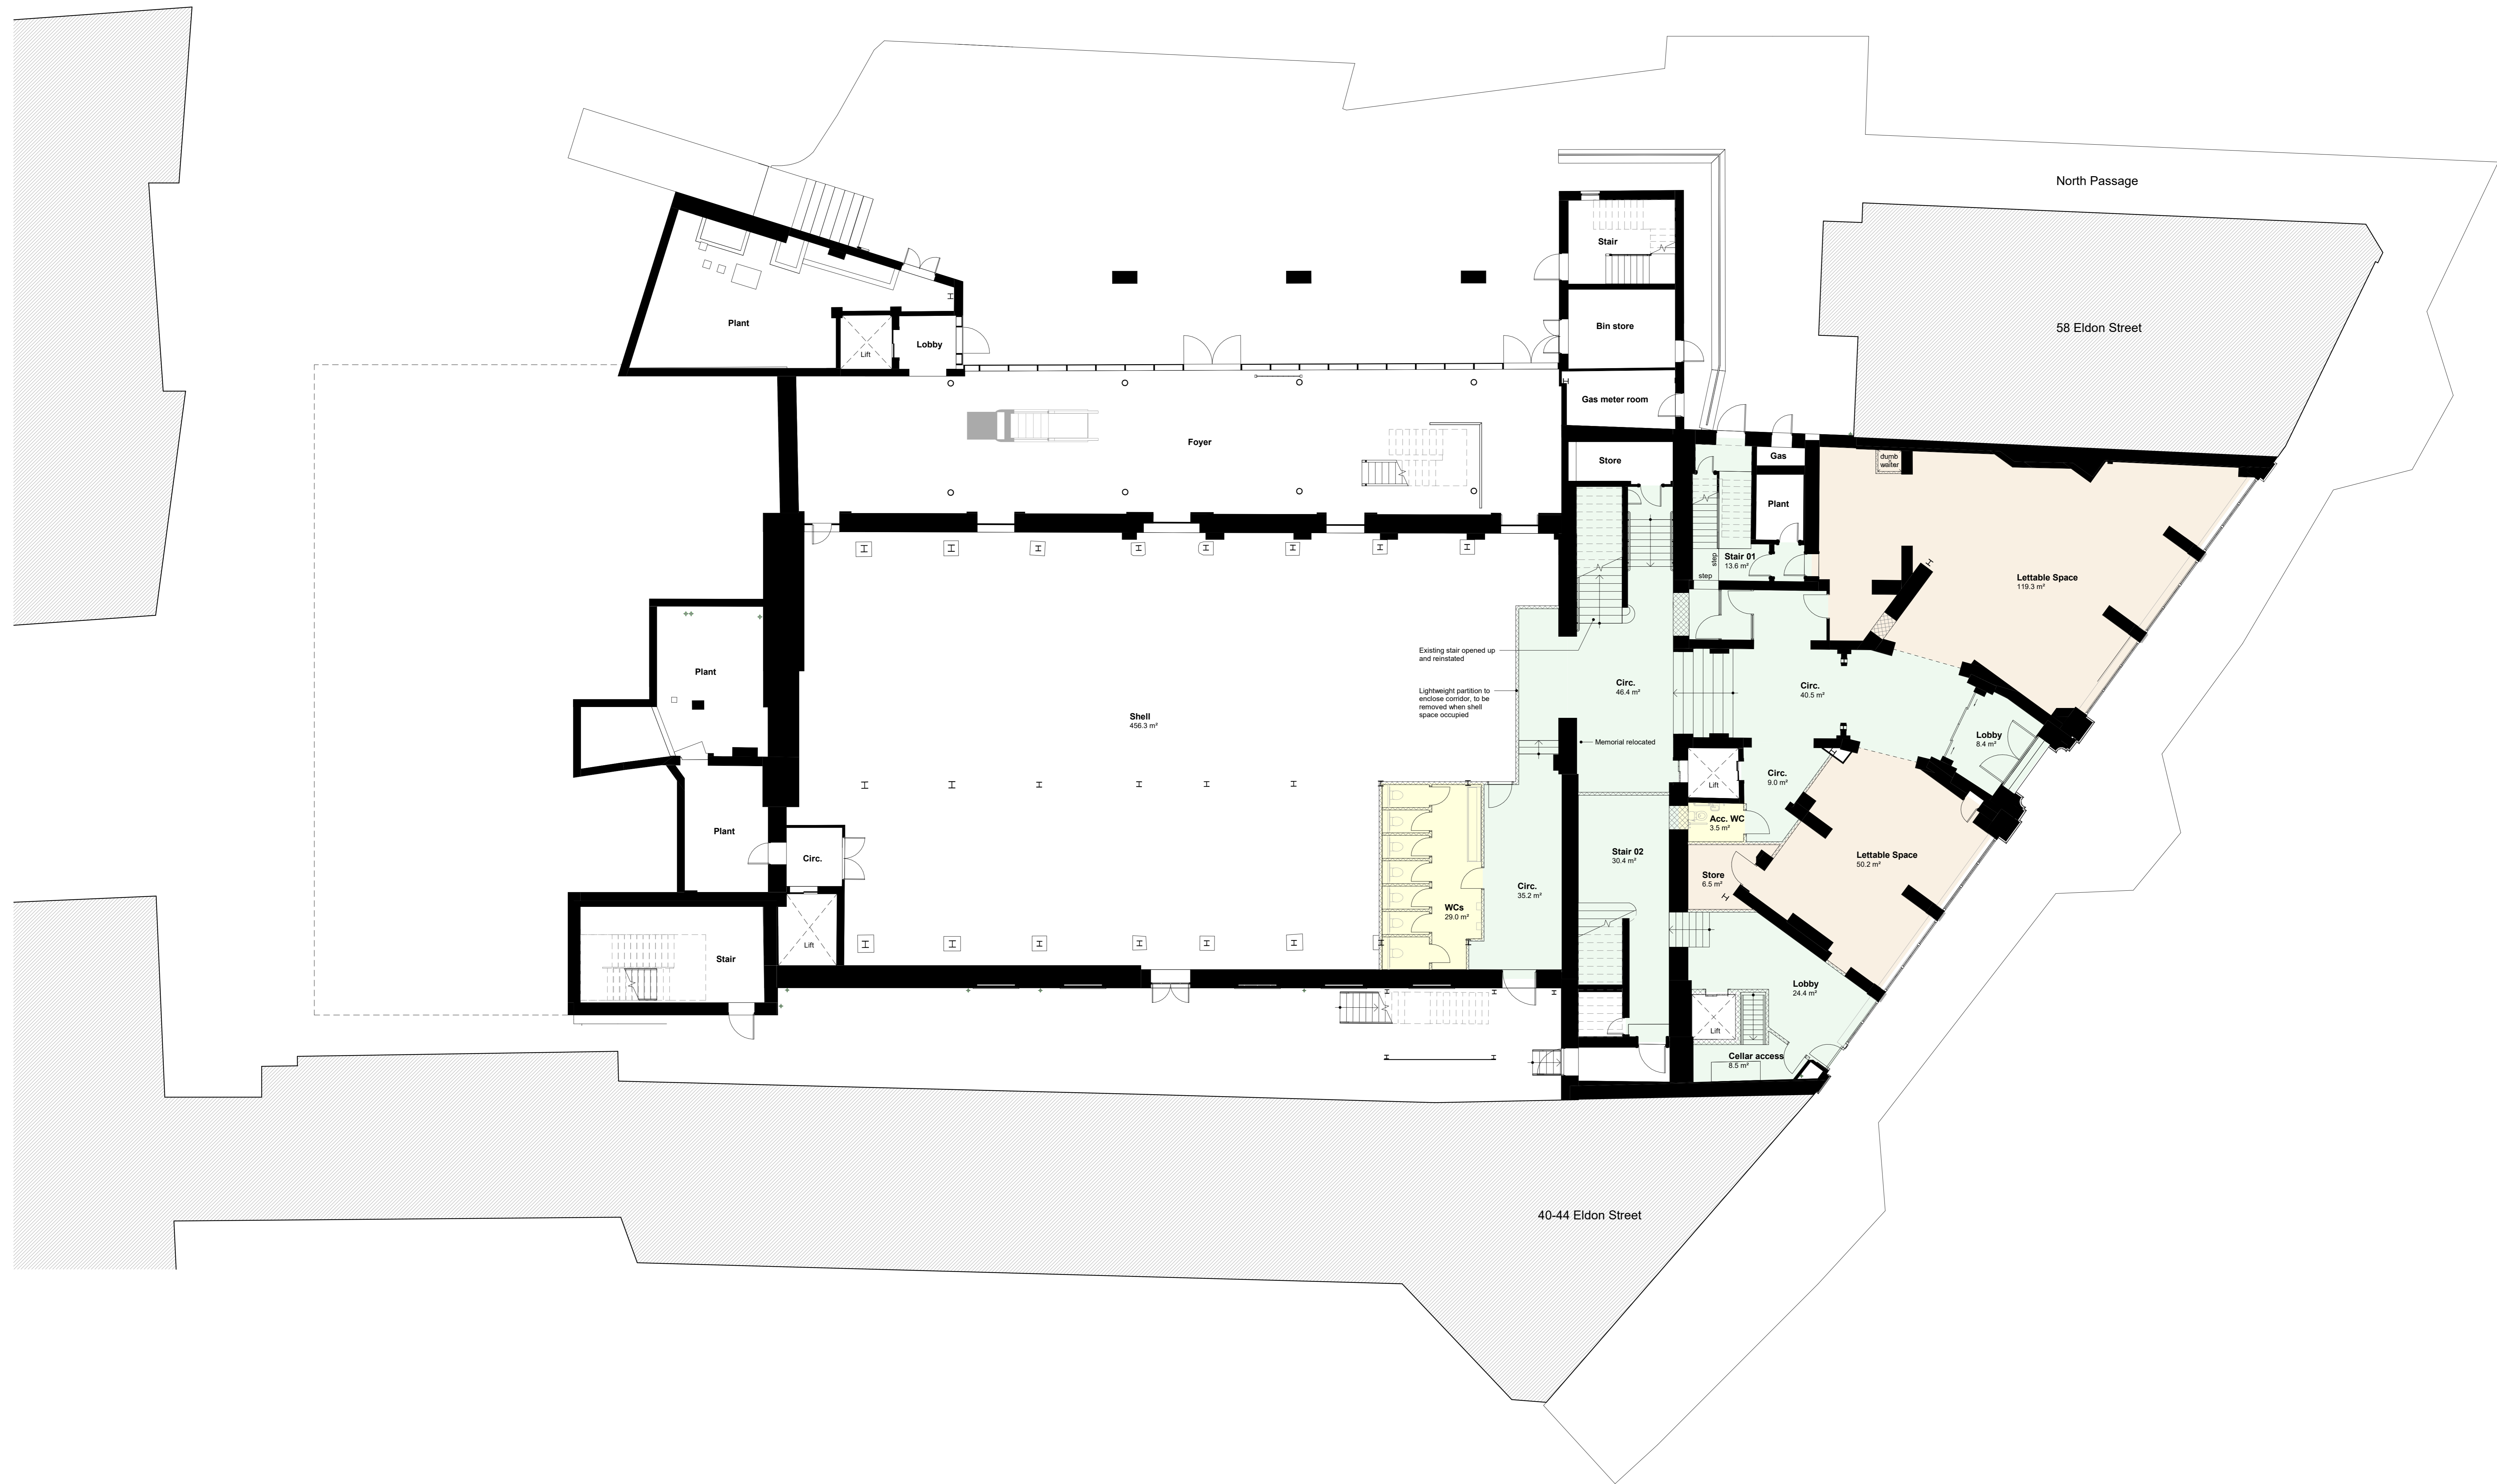 North Passage
Stair
Plant
Bin store
58 Eldon Street
Lobby
Lift
Gas meter room
Foyer
Store
Gas
dumb
waiter
Plant
Stair 01
13.6 m²
step
step
Lettable Space
119.3 m²
Existing stair opened up
and reinstated
Plant
Circ.
46.4 m²
Circ.
40.5 m²
Lightweight partition to
enclose corridor, to be
removed when shell
space occupied
Shell
456.3 m²
Lobby
8.4 m²
Memorial relocated
Circ.
9.0 m²
Lift
Acc. WC
3.5 m²
Plant
Circ.
Stair 02
30.4 m²
Lettable Space
50.2 m²
Store
6.5 m²
Circ.
35.2 m²
WCs
29.0 m²
Lift
Stair
Lobby
24.4 m²
Lift
Cellar access
8.5 m²
40-44 Eldon Street